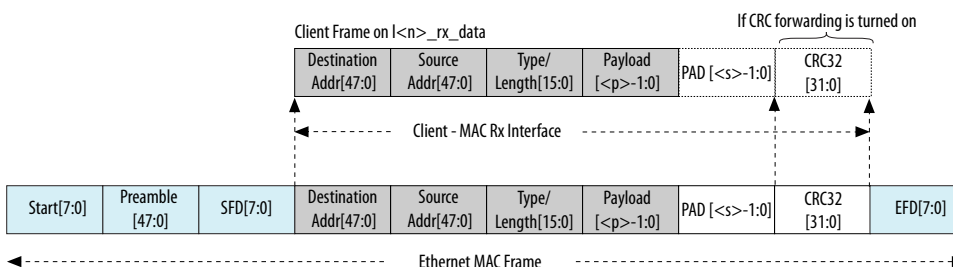 If CRC forwarding is turned on
Client Frame on l<n>_rx_data
Destination Addr[47:0]
Source Addr[47:0]
Type/ Length[15:0]
Payload [<p>-1:0]
PAD [<s>-1:0]
CRC32 [31:0]
Client - MAC Rx Interface
Start[7:0]
Preamble [47:0]
SFD[7:0]
Destination Addr[47:0]
Source Addr[47:0]
Type/ Length[15:0]
Payload [<p>-1:0]
PAD [<s>-1:0]
CRC32 [31:0]
EFD[7:0]
Ethernet MAC Frame